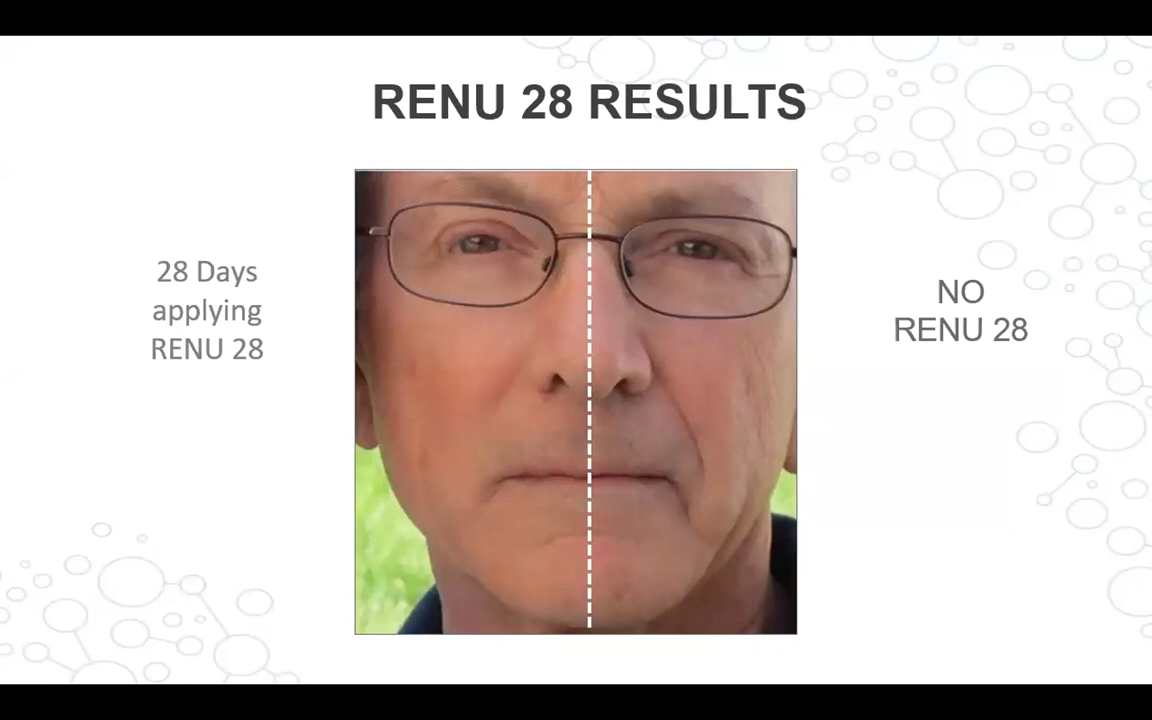 RENU 28 RESULTS
28 Days
applying
RENU 28
NO
RENU 28